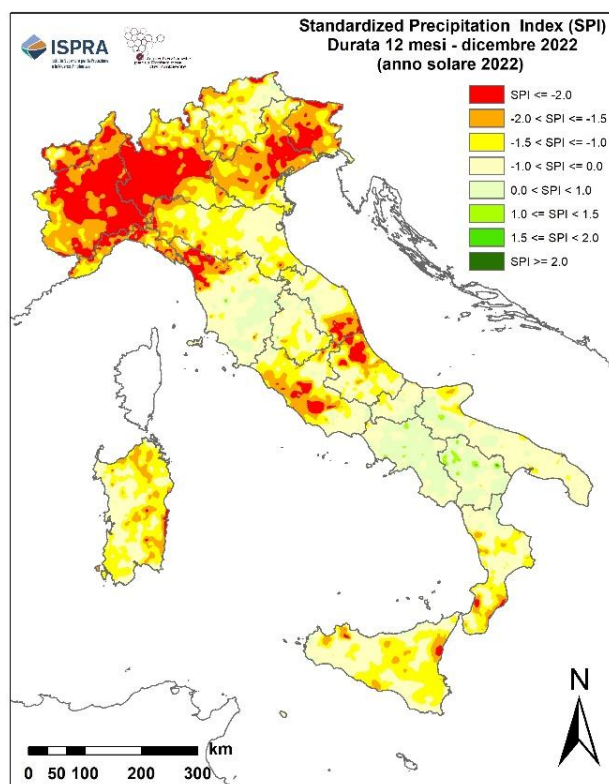 ISPRA
Standardized Precipitation Index (SPI)
Durata 12 mesi - dicembre 2022
(anno solare 2022)
SPI <= -2.0
-2.0 < SPI <= -1.5
-1.5 < SPI <= -1.0
-1.0 < SPI <= 0.0
0.0 < SPI < 1.0
1.0 <= SPI < 1.5
1.5 <= SPI < 2.0
SPI >= 2.0
N
km
0 50 100 200 300